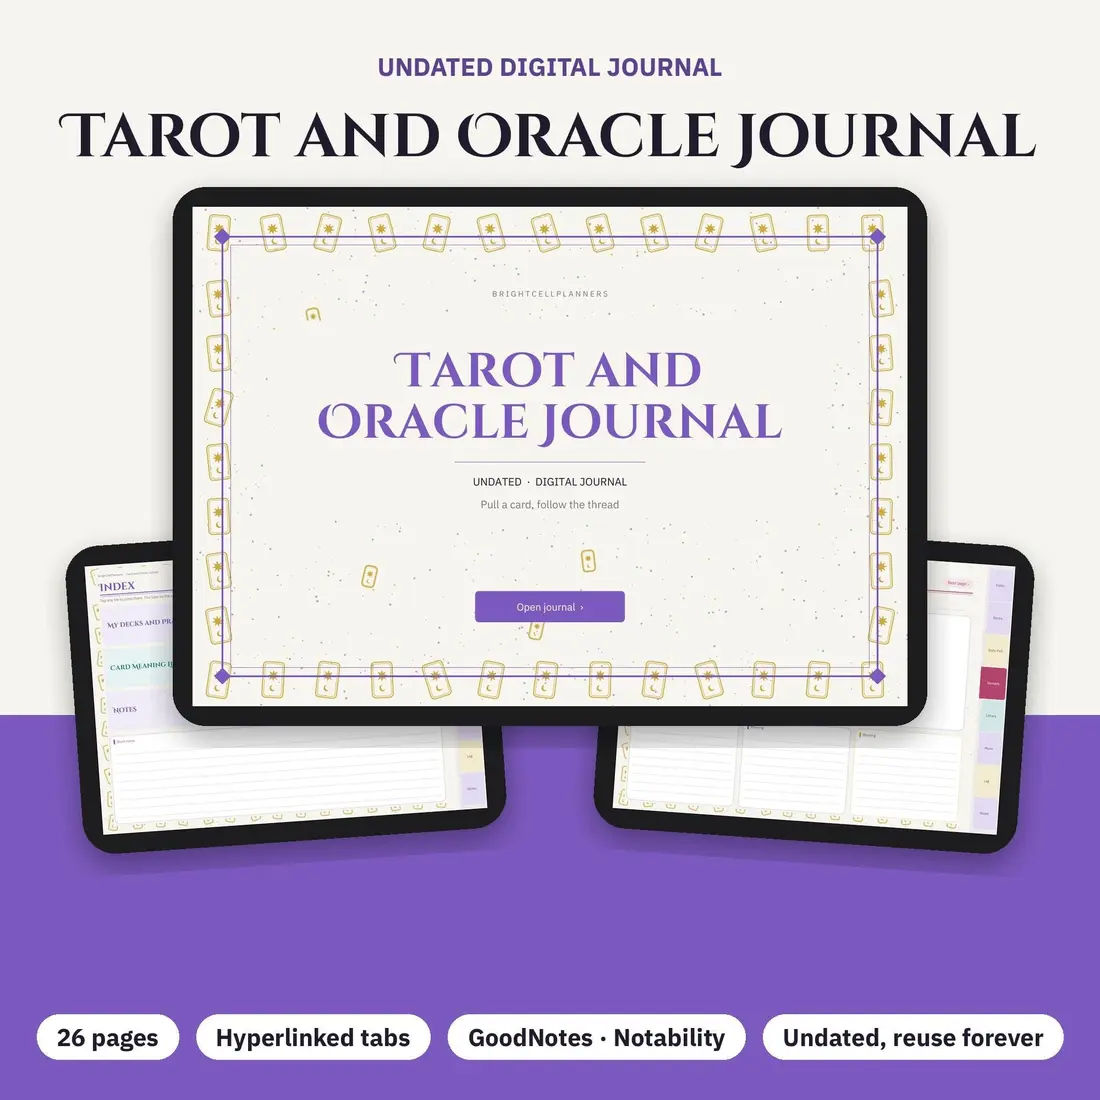 UNDATED DIGITAL JOURNAL
TAROT AND ORACLE JOURNAL
BRIGHTCELLPLANNERS
TAROT AND
ORACLE JOURNAL
UNDATED · DIGITAL JOURNAL
Pull a card, follow the thread
Open journal ›
INDEX
MY DECKS AND
CARD MEANING
NOTES
26 pages
Hyperlinked tabs
GoodNotes · Notability
Undated, reuse forever